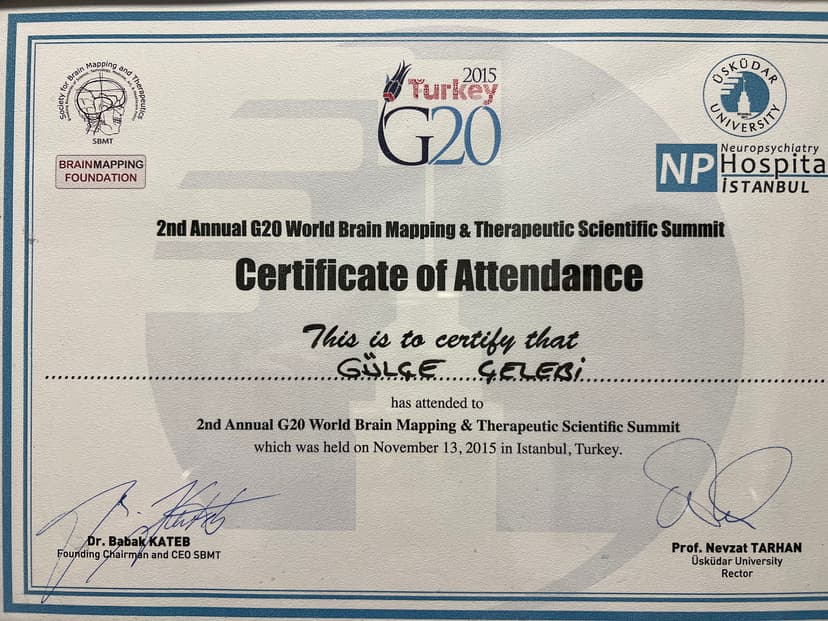 Society for Brain Mapping and Therapeutics
SBMT
BRAINMAPPING
FOUNDATION
2015
Turkey
G20
ÜSKÜDAR
UNIVERSITY
NP
Neuropsychiatry
Hospita
İSTANBUL
2nd Annual G20 World Brain Mapping & Therapeutic Scientific Summit
Certificate of Attendance
This is to certify that
GÜLÇE ÇELEBİ
has attended to
2nd Annual G20 World Brain Mapping & Therapeutic Scientific Summit
which was held on November 13, 2015 in Istanbul, Turkey.
Dr. Babak KATEB
Founding Chairman and CEO SBMT
Prof. Nevzat TARHAN
Üsküdar University
Rector